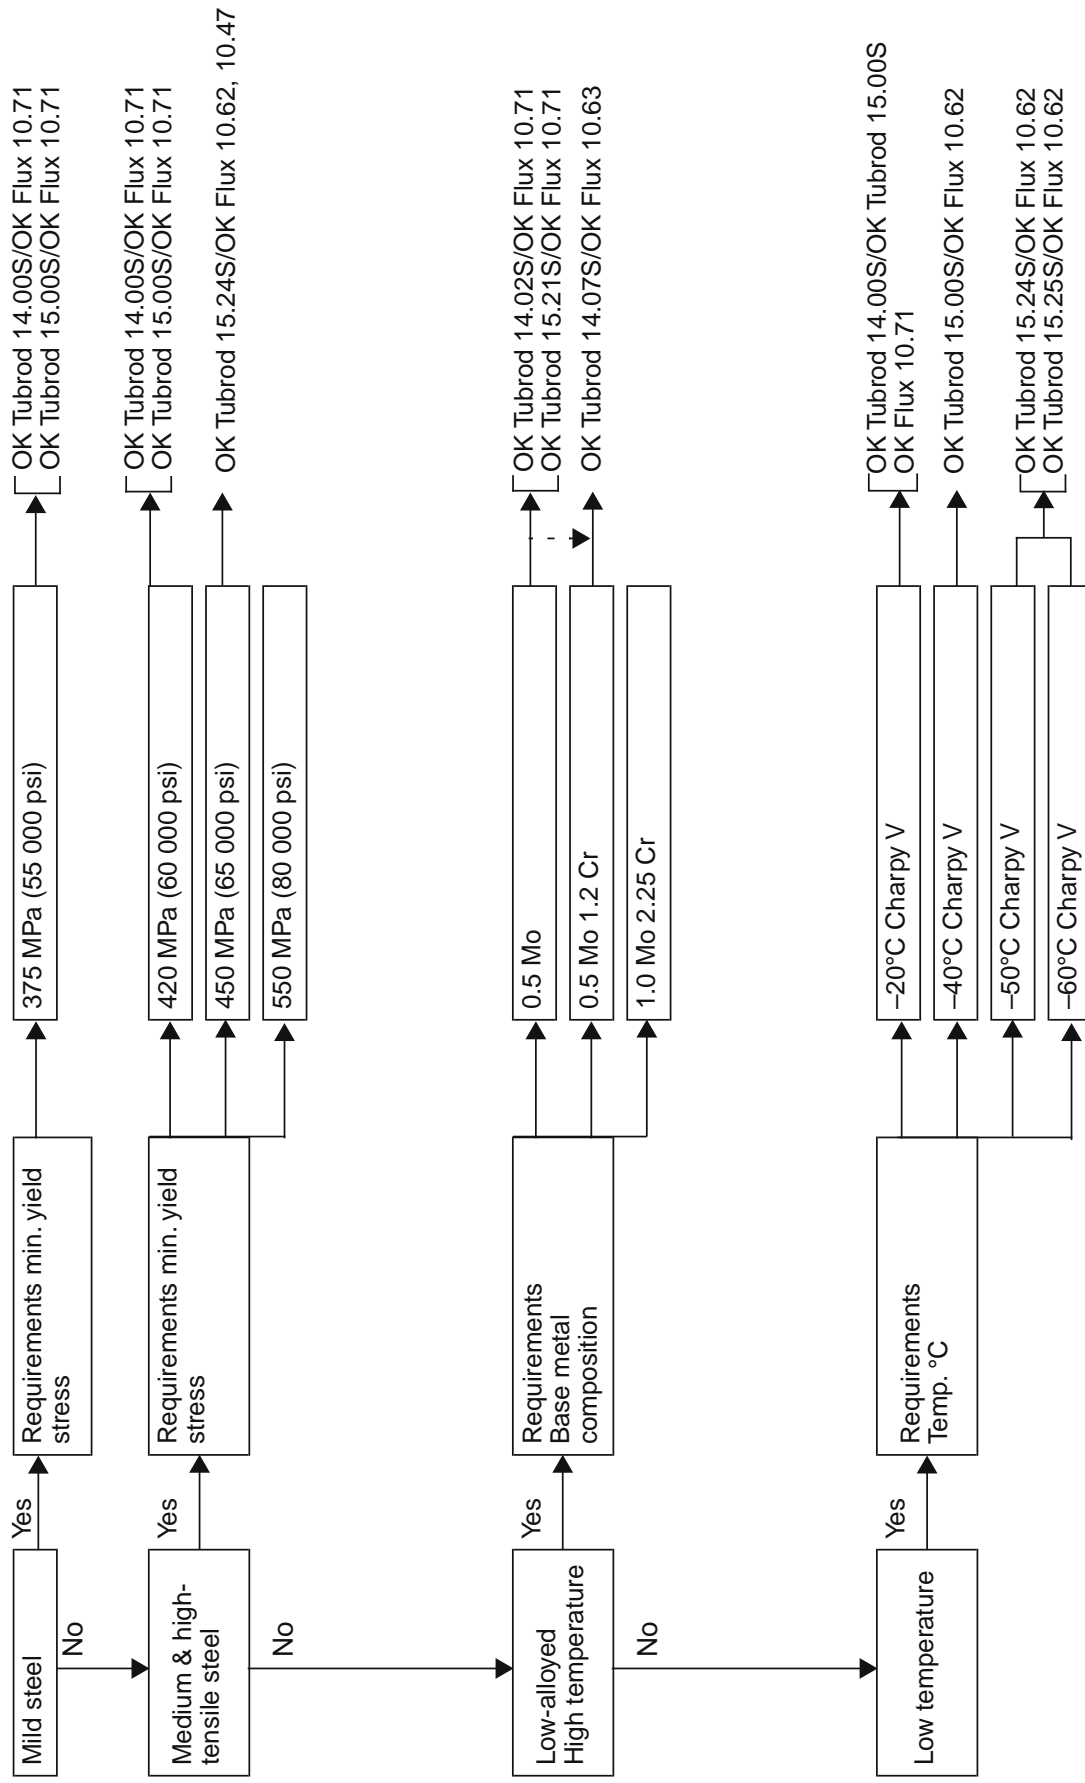 Mild steel
Yes
Requirements min. yield
stress
375 MPa (55 000 psi)
OK Tubrod 14.00S/OK Flux 10.71
OK Tubrod 15.00S/OK Flux 10.71
No
Medium & high-
tensile steel
Yes
Requirements min. yield
stress
420 MPa (60 000 psi)
OK Tubrod 14.00S/OK Flux 10.71
OK Tubrod 15.00S/OK Flux 10.71
450 MPa (65 000 psi)
OK Tubrod 15.24S/OK Flux 10.62, 10.47
550 MPa (80 000 psi)
No
Low-alloyed
High temperature
Yes
Requirements
Base metal
composition
0.5 Mo
OK Tubrod 14.02S/OK Flux 10.71
OK Tubrod 15.21S/OK Flux 10.71
0.5 Mo 1.2 Cr
OK Tubrod 14.07S/OK Flux 10.63
1.0 Mo 2.25 Cr
No
Low temperature
Yes
Requirements
Temp. °C
–20°C Charpy V
OK Tubrod 14.00S/OK Tubrod 15.00S
OK Flux 10.71
–40°C Charpy V
OK Tubrod 15.00S/OK Flux 10.62
–50°C Charpy V
–60°C Charpy V
OK Tubrod 15.24S/OK Flux 10.62
OK Tubrod 15.25S/OK Flux 10.62